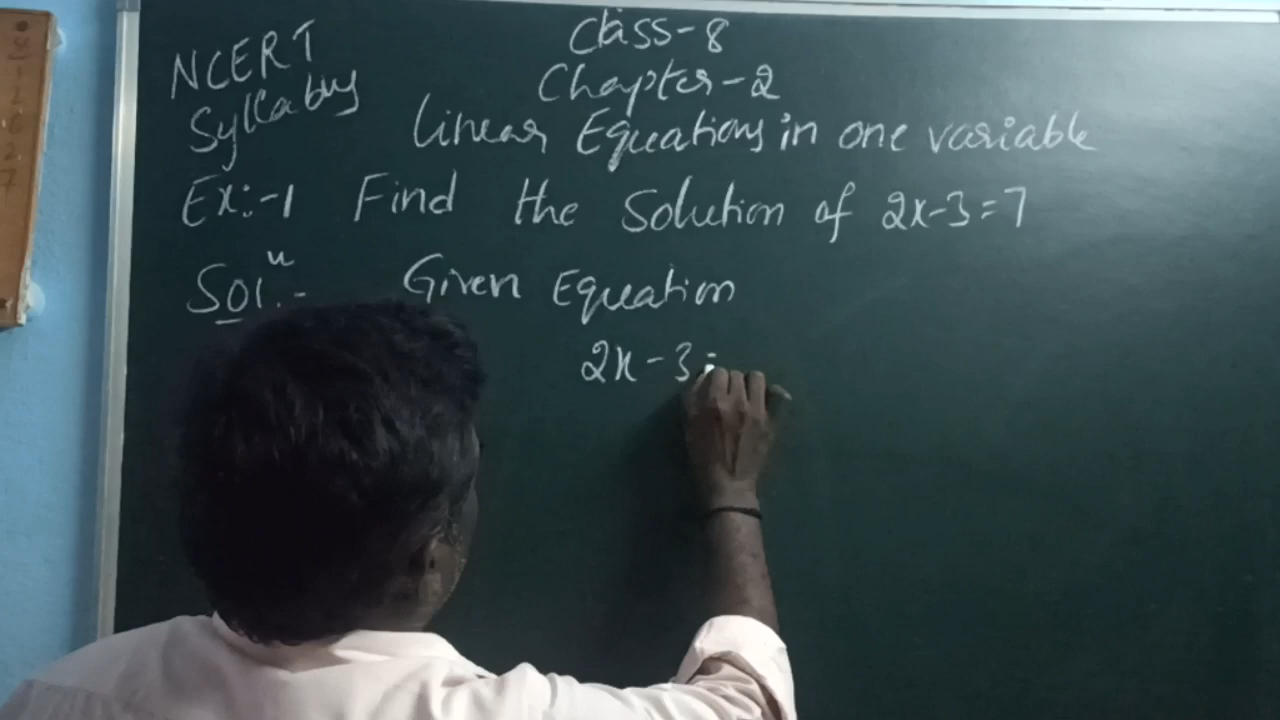 Class-8
NCERT
Syllabus
Chapter-2
Linear Equations in one variable
Ex:-1 Find the Solution of 2x-3=7
Soln:- Given Equation
2x-3=